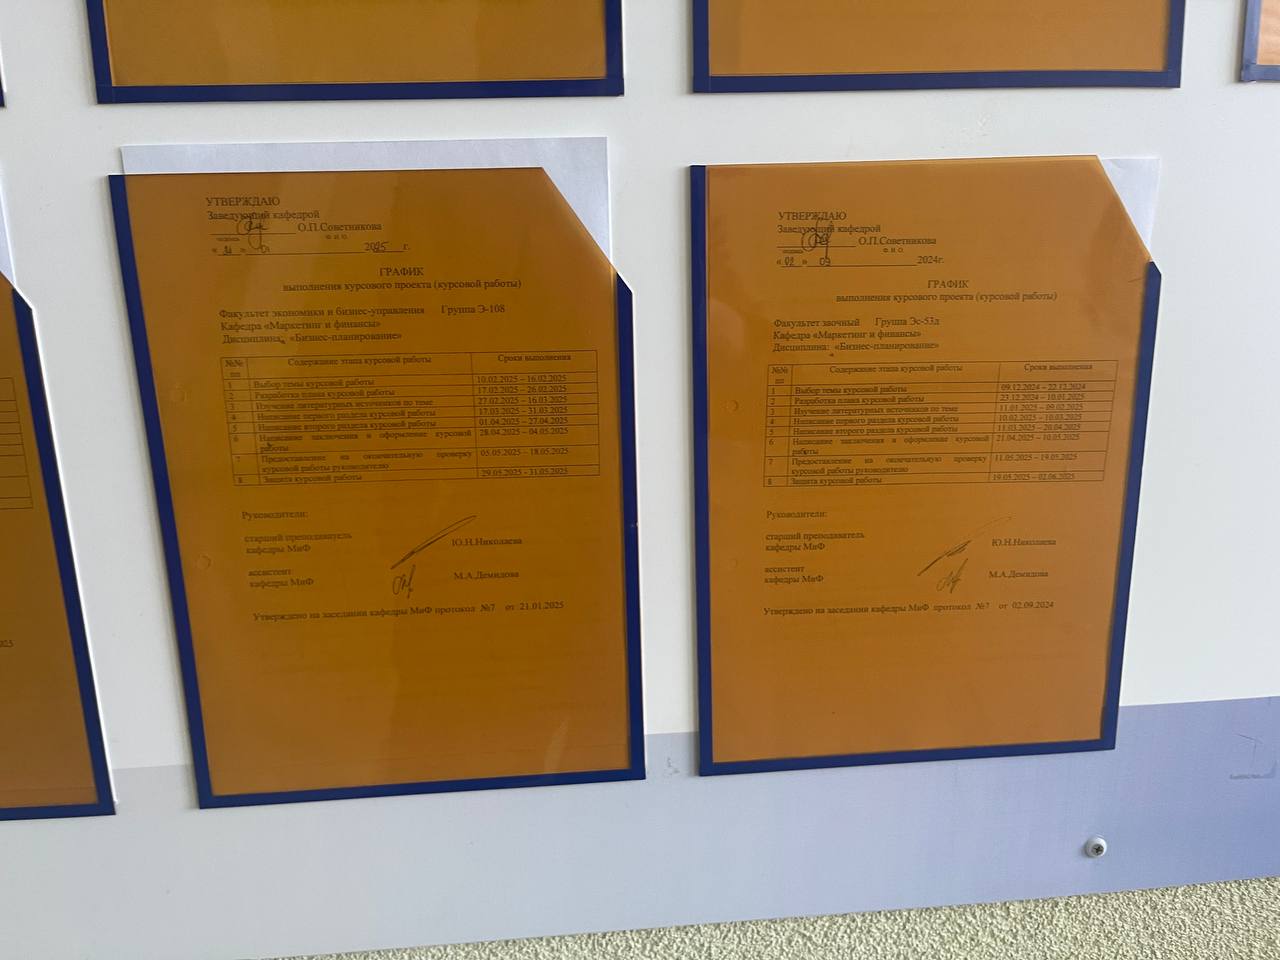 УТВЕРЖДАЮ
Заведующий кафедрой
О.П.Советникова
подпись Ф.И.О.
« 21 » 01 2025 г.
ГРАФИК
выполнения курсового проекта (курсовой работы)
Факультет экономики и бизнес-управления Группа Э-108
Кафедра «Маркетинг и финансы»
Дисциплина: «Бизнес-планирование»
№№ пп Содержание этапа курсовой работы Сроки выполнения
1 Выбор темы курсовой работы 10.02.2025 – 16.02.2025
2 Разработка плана курсовой работы 17.02.2025 – 26.02.2025
3 Изучение литературных источников по теме 27.02.2025 – 16.03.2025
4 Написание первого раздела курсовой работы 17.03.2025 – 31.03.2025
5 Написание второго раздела курсовой работы 01.04.2025 – 27.04.2025
6 Написание заключения и оформление курсовой 28.04.2025 – 04.05.2025
работы
7 Предоставление на окончательную проверку 05.05.2025 – 18.05.2025
курсовой работы руководителю
8 Защита курсовой работы 29.05.2025 - 31.05.2025
Руководители:
старший преподаватель
кафедры МиФ Ю.Н.Николаева
ассистент
кафедры МиФ М.А.Демидова
Утверждено на заседании кафедры МиФ протокол №7 от 21.01.2025
УТВЕРЖДАЮ
Заведующий кафедрой
О.П.Советникова
подпись Ф.И.О.
« 02 » 09 2024г.
ГРАФИК
выполнения курсового проекта (курсовой работы)
Факультет заочный Группа Эс-53д
Кафедра «Маркетинг и финансы»
Дисциплина: «Бизнес-планирование»
№№ пп Содержание этапа курсовой работы Сроки выполнения
1 Выбор темы курсовой работы 09.12.2024 – 22.12.2024
2 Разработка плана курсовой работы 23.12.2024 – 10.01.2025
3 Изучение литературных источников по теме 11.01.2025 – 09.02.2025
4 Написание первого раздела курсовой работы 10.02.2025 – 10.03.2025
5 Написание второго раздела курсовой работы 11.03.2025 – 20.04.2025
6 Написание заключения и оформление курсовой 21.04.2025 – 10.05.2025
работы
7 Предоставление на окончательную проверку 11.05.2025 – 19.05.2025
курсовой работы руководителю
8 Защита курсовой работы 19.05.2025 – 02.06.2025
Руководители:
старший преподаватель
кафедры МиФ Ю.Н.Николаева
ассистент
кафедры МиФ М.А.Демидова
Утверждено на заседании кафедры МиФ протокол №7 от 02.09.2024